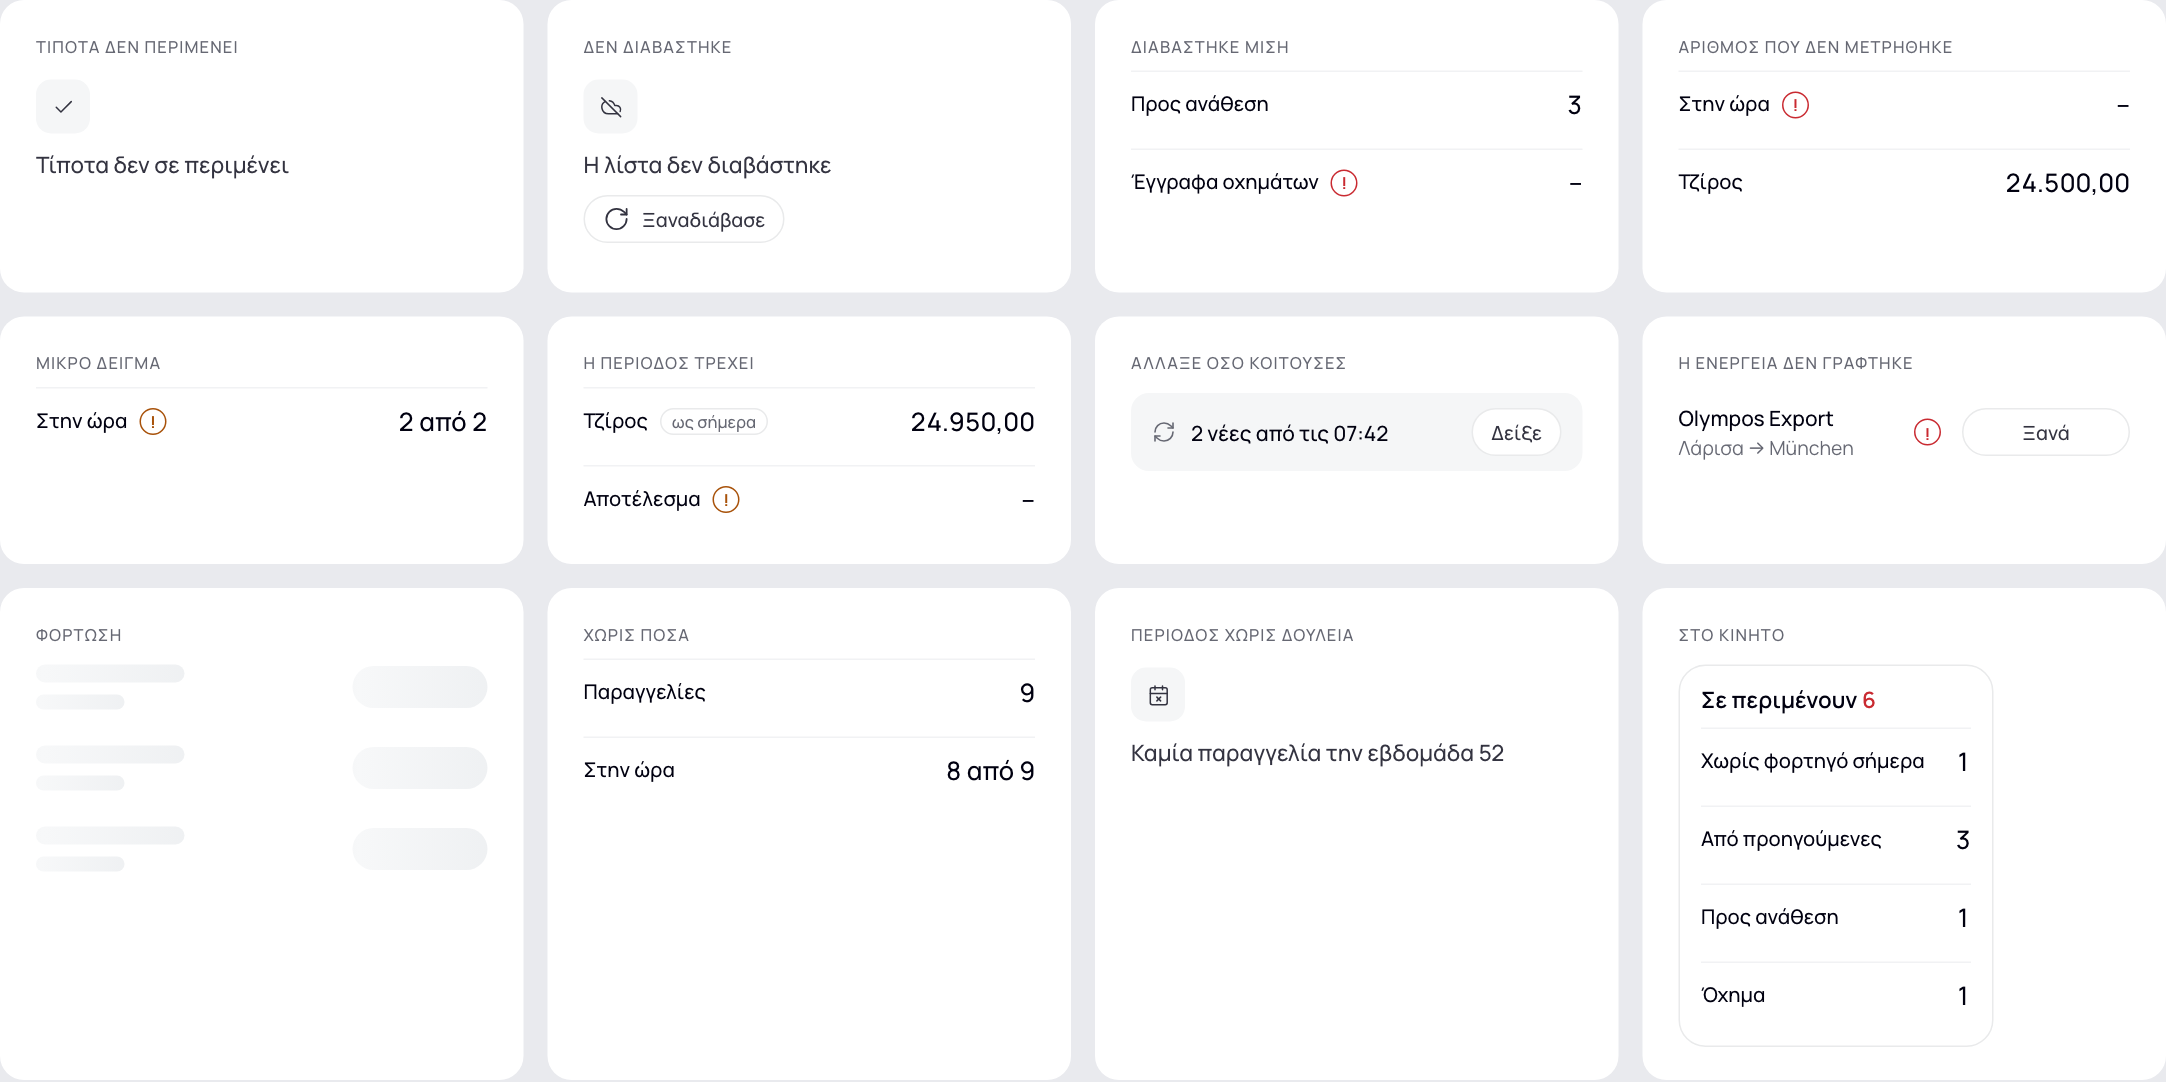 ΤΙΠΟΤΑ ΔΕΝ ΠΕΡΙΜΕΝΕΙ
Τίποτα δεν σε περιμένει
ΔΕΝ ΔΙΑΒΑΣΤΗΚΕ
Η λίστα δεν διαβάστηκε
Ξαναδιάβασε
ΔΙΑΒΑΣΤΗΚΕ ΜΙΣΗ
Προς ανάθεση 3
Έγγραφα οχημάτων –
ΑΡΙΘΜΟΣ ΠΟΥ ΔΕΝ ΜΕΤΡΗΘΗΚΕ
Στην ώρα –
Τζίρος 24.500,00
ΜΙΚΡΟ ΔΕΙΓΜΑ
Στην ώρα 2 από 2
Η ΠΕΡΙΟΔΟΣ ΤΡΕΧΕΙ
Τζίρος ως σήμερα 24.950,00
Αποτέλεσμα –
ΑΛΛΑΞΕ ΟΣΟ ΚΟΙΤΟΥΣΕΣ
2 νέες από τις 07:42 Δείξε
Η ΕΝΕΡΓΕΙΑ ΔΕΝ ΓΡΑΦΤΗΚΕ
Olympos Export
Λάρισα → München
Ξανά
ΦΟΡΤΩΣΗ
ΧΩΡΙΣ ΠΟΣΑ
Παραγγελίες 9
Στην ώρα 8 από 9
ΠΕΡΙΟΔΟΣ ΧΩΡΙΣ ΔΟΥΛΕΙΑ
Καμία παραγγελία την εβδομάδα 52
ΣΤΟ ΚΙΝΗΤΟ
Σε περιμένουν 6
Χωρίς φορτηγό σήμερα 1
Από προηγούμενες 3
Προς ανάθεση 1
Όχημα 1